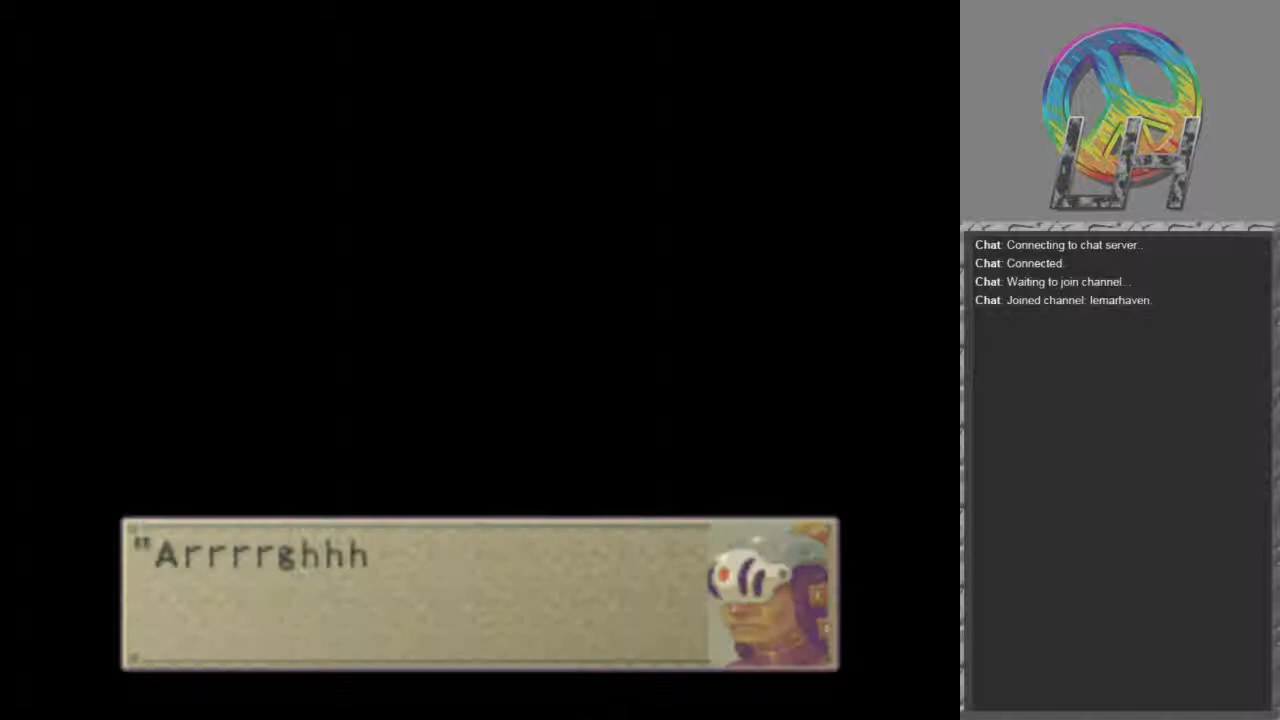 "Arrrrghhh
LH
Chat: Connecting to chat server..
Chat: Connected.
Chat: Waiting to join channel...
Chat: Joined channel: lemarhaven.